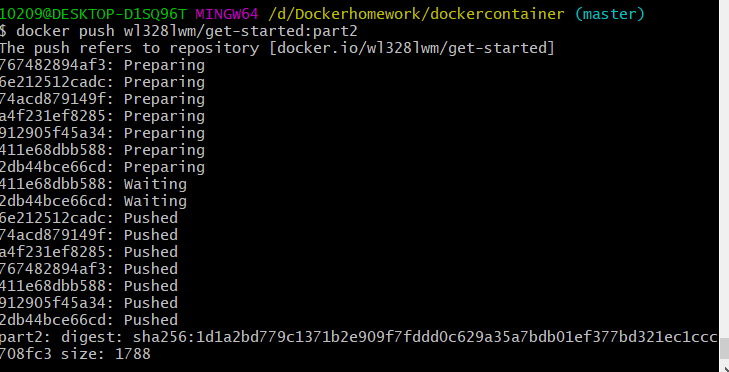 10209@DESKTOP-D1SQ96T MINGW64 /d/Dockerhomework/dockercontainer (master)
$ docker push wl328lwm/get-started:part2
The push refers to repository [docker.io/wl328lwm/get-started]
767482894af3: Preparing
6e212512cadc: Preparing
74acd879149f: Preparing
a4f231ef8285: Preparing
912905f45a34: Preparing
411e68dbb588: Preparing
2db44bce66cd: Preparing
411e68dbb588: Waiting
2db44bce66cd: Waiting
6e212512cadc: Pushed
74acd879149f: Pushed
a4f231ef8285: Pushed
767482894af3: Pushed
411e68dbb588: Pushed
912905f45a34: Pushed
2db44bce66cd: Pushed
part2: digest: sha256:1d1a2bd779c1371b2e909f7fddd0c629a35a7bdb01ef377bd321ec1ccc
708fc3 size: 1788